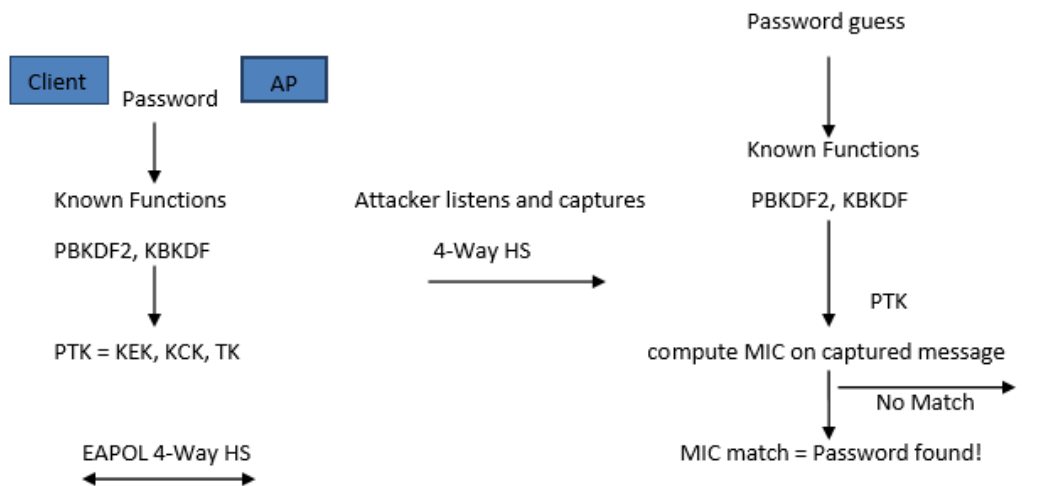 Client
Password
AP
Known Functions
PBKDF2, KBKDF
PTK = KEK, KCK, TK
EAPOL 4-Way HS
Attacker listens and captures
4-Way HS
Password guess
Known Functions
PBKDF2, KBKDF
PTK
compute MIC on captured message
No Match
MIC match = Password found!